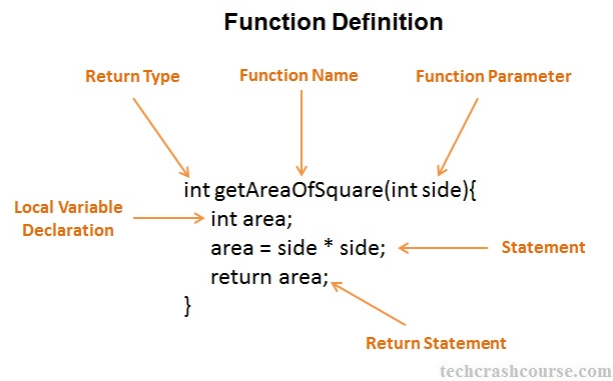 Function Definition
Return Type
Function Name
Function Parameter
int getAreaOfSquare(int side){
Local Variable
Declaration
int area;
area = side * side;
Statement
return area;
}
Return Statement
techcrashcourse.com